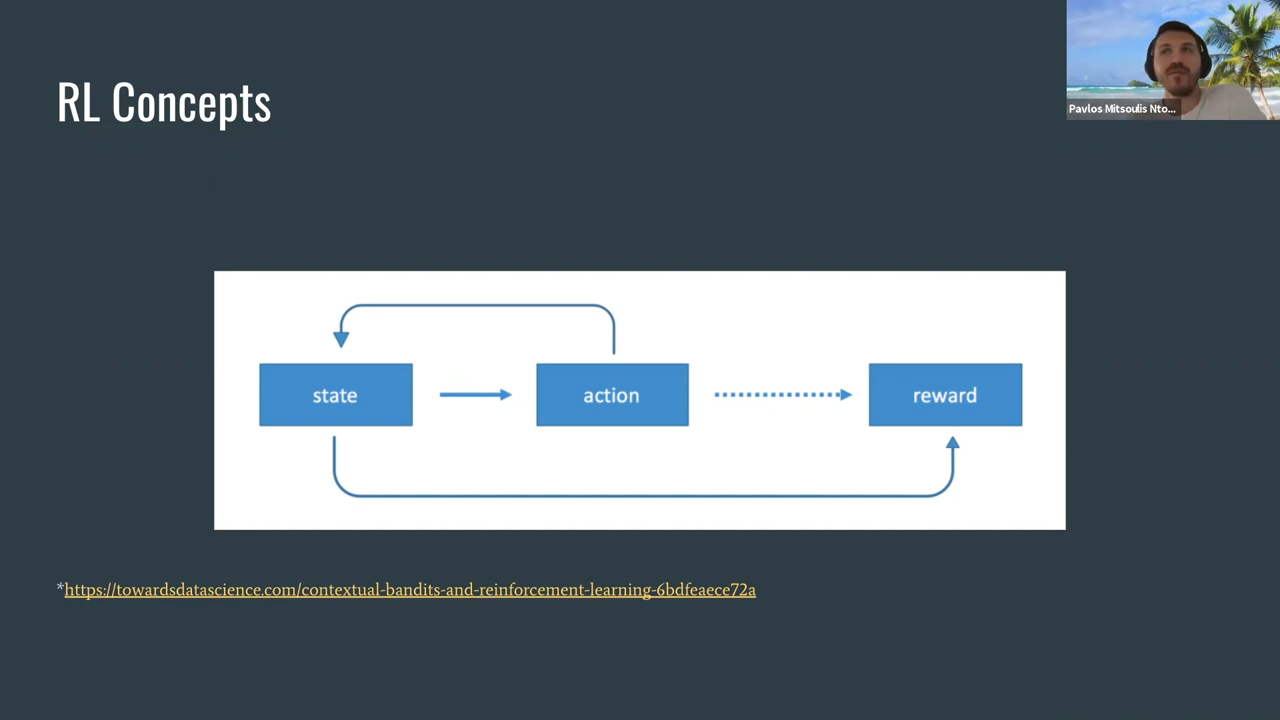 RL Concepts
Pavlos Mitsoulis Nto...
state
action
reward
*https://towardsdatascience.com/contextual-bandits-and-reinforcement-learning-6bdfeaece72a